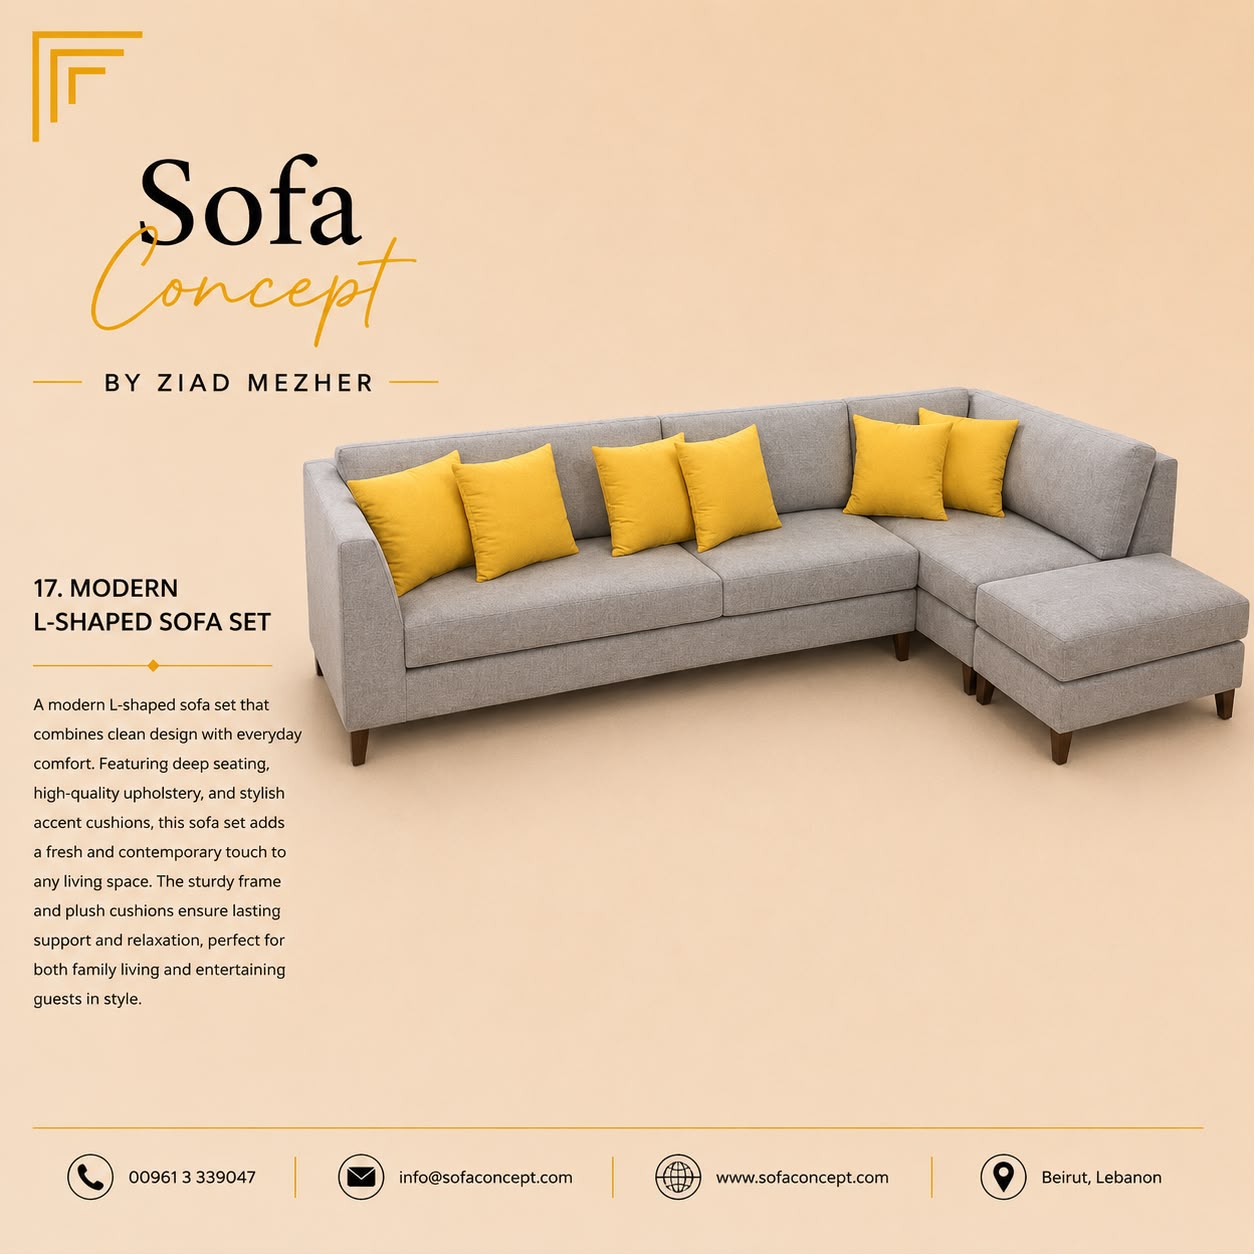 Sofa
Concept
BY ZIAD MEZHER
17. MODERN
L-SHAPED SOFA SET
A modern L-shaped sofa set that
combines clean design with everyday
comfort. Featuring deep seating,
high-quality upholstery, and stylish
accent cushions, this sofa set adds
a fresh and contemporary touch to
any living space. The sturdy frame
and plush cushions ensure lasting
support and relaxation, perfect for
both family living and entertaining
guests in style.
00961 3 339047
info@sofaconcept.com
www.sofaconcept.com
Beirut, Lebanon